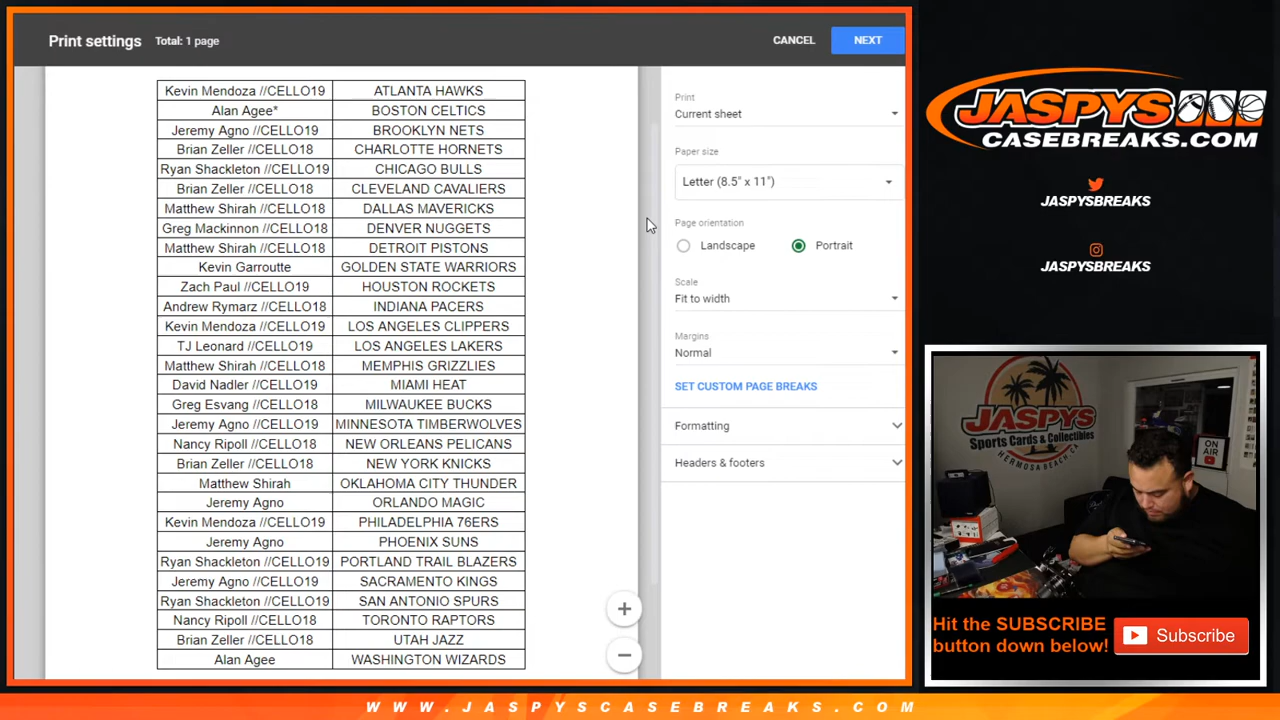 Print settings Total: 1 page
CANCEL NEXT
Kevin Mendoza //CELLO19 ATLANTA HAWKS
Alan Agee* BOSTON CELTICS
Jeremy Agno //CELLO19 BROOKLYN NETS
Brian Zeller //CELLO18 CHARLOTTE HORNETS
Ryan Shackleton //CELLO19 CHICAGO BULLS
Brian Zeller //CELLO18 CLEVELAND CAVALIERS
Matthew Shirah //CELLO18 DALLAS MAVERICKS
Greg Mackinnon //CELLO18 DENVER NUGGETS
Matthew Shirah //CELLO18 DETROIT PISTONS
Kevin Garroutte GOLDEN STATE WARRIORS
Zach Paul //CELLO19 HOUSTON ROCKETS
Andrew Rymarz //CELLO18 INDIANA PACERS
Kevin Mendoza //CELLO19 LOS ANGELES CLIPPERS
TJ Leonard //CELLO19 LOS ANGELES LAKERS
Matthew Shirah //CELLO18 MEMPHIS GRIZZLIES
David Nadler //CELLO19 MIAMI HEAT
Greg Esvang //CELLO18 MILWAUKEE BUCKS
Jeremy Agno //CELLO19 MINNESOTA TIMBERWOLVES
Nancy Ripoll //CELLO18 NEW ORLEANS PELICANS
Brian Zeller //CELLO18 NEW YORK KNICKS
Matthew Shirah OKLAHOMA CITY THUNDER
Jeremy Agno ORLANDO MAGIC
Kevin Mendoza //CELLO19 PHILADELPHIA 76ERS
Jeremy Agno PHOENIX SUNS
Ryan Shackleton //CELLO19 PORTLAND TRAIL BLAZERS
Jeremy Agno //CELLO19 SACRAMENTO KINGS
Ryan Shackleton //CELLO19 SAN ANTONIO SPURS
Nancy Ripoll //CELLO18 TORONTO RAPTORS
Brian Zeller //CELLO18 UTAH JAZZ
Alan Agee WASHINGTON WIZARDS
Print
Current sheet
Paper size
Letter (8.5" x 11")
Page orientation
Landscape Portrait
Scale
Fit to width
Margins
Normal
SET CUSTOM PAGE BREAKS
Formatting
Headers & footers
JASPYS
CASEBREAKS.COM
JASPYSBREAKS
JASPYSBREAKS
JASPYS
Sports Cards & Collectibles
HERMOSA BEACH CA
ON AIR
Hit the SUBSCRIBE
button down below!
Subscribe
WWW.JASPYSCASEBREAKS.COM